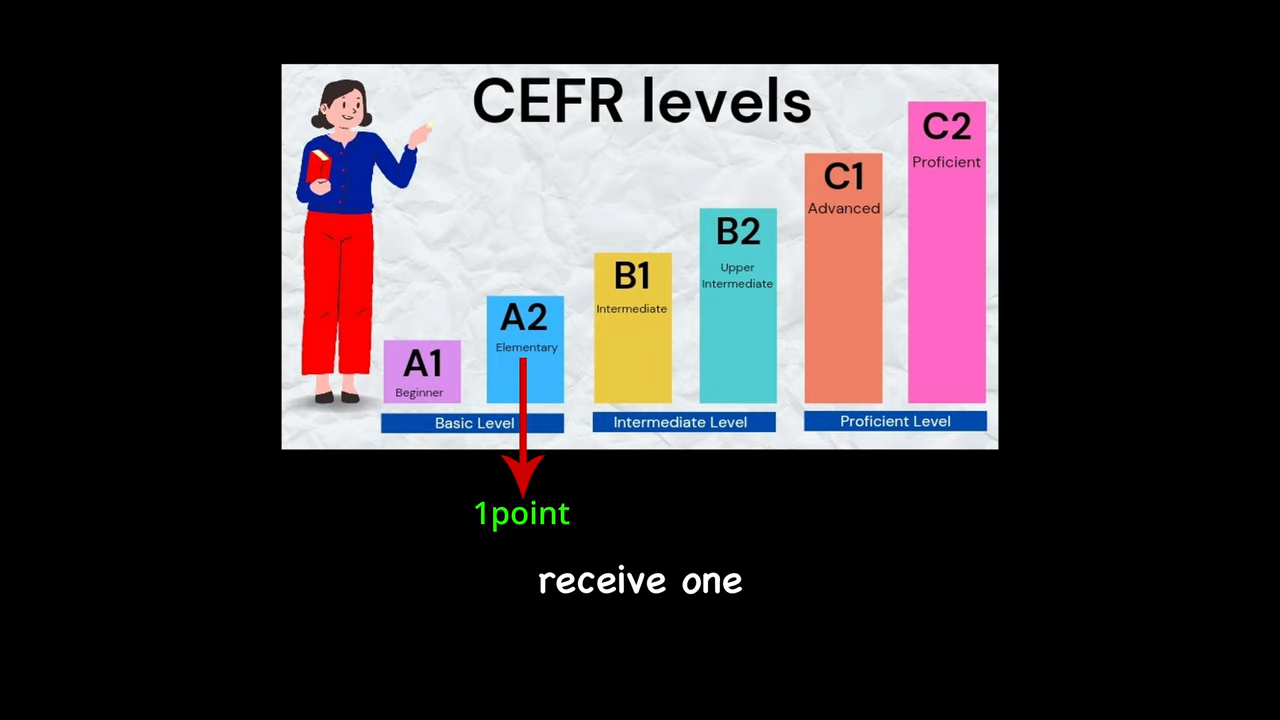 CEFR levels
A1
Beginner
A2
Elementary
Basic Level
B1
Intermediate
B2
Upper
Intermediate
Intermediate Level
C1
Advanced
C2
Proficient
Proficient Level
1point
receive one